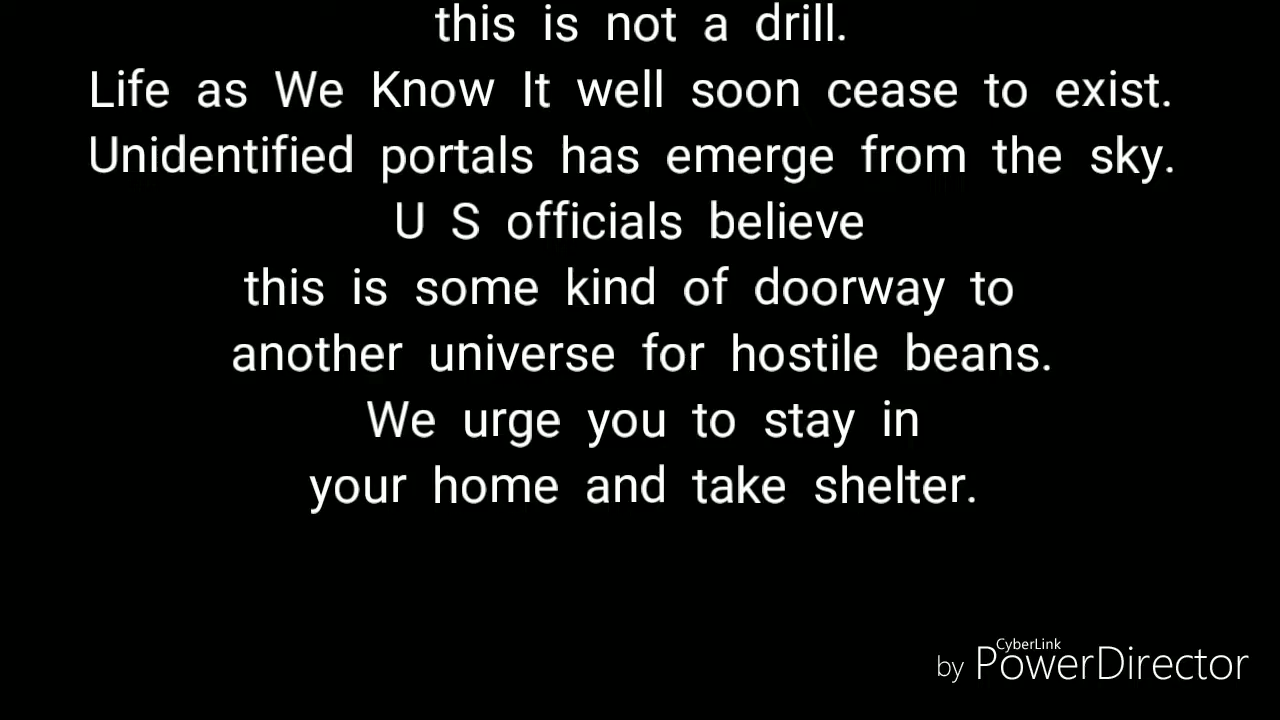 this is not a drill.
Life as We Know It well soon cease to exist.
Unidentified portals has emerge from the sky.
U S officials believe
this is some kind of doorway to
another universe for hostile beans.
We urge you to stay in
your home and take shelter.
CyberLink
by PowerDirector